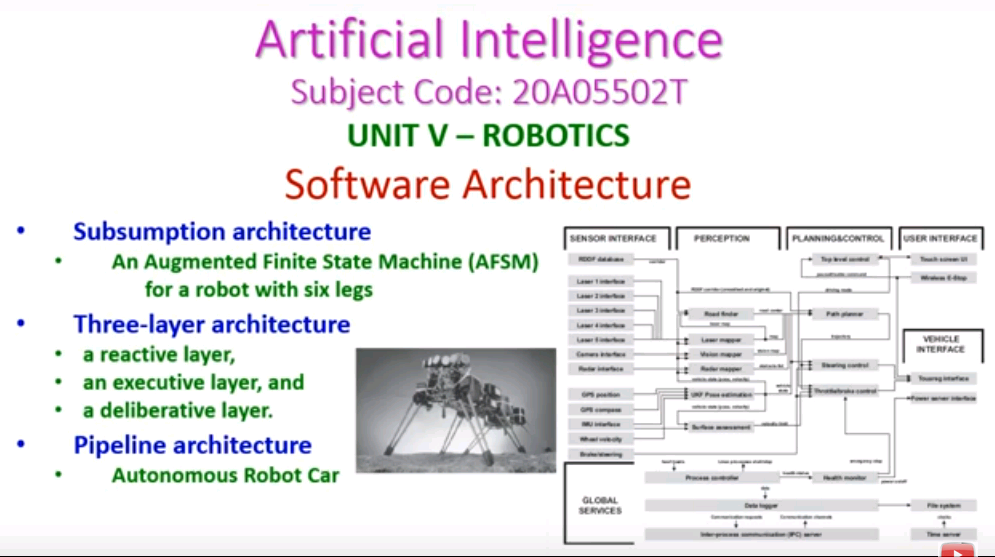 Artificial Intelligence
Subject Code: 20A05502T
UNIT V – ROBOTICS
Software Architecture
• Subsumption architecture
• An Augmented Finite State Machine (AFSM)
for a robot with six legs
• Three-layer architecture
• a reactive layer,
• an executive layer, and
• a deliberative layer.
• Pipeline architecture
• Autonomous Robot Car
SENSOR INTERFACE
PERCEPTION
PLANNING&CONTROL
USER INTERFACE
RDDF database
Top level control
Touch screen UI
Wireless E-Stop
Laser 1 interface
Laser 2 interface
Laser 3 interface
Laser 4 interface
Laser 5 interface
Camera interface
Radar interface
Road finder
Path planner
Laser mapper
Vision mapper
Radar mapper
VEHICLE
INTERFACE
Steering control
Touareg interface
Throttle/brake control
Power server interface
GPS position
GPS compass
IMU interface
Wheel velocity
Brake/steering
UKF Pose estimation
Surface assessment
GLOBAL
SERVICES
Process controller
Health monitor
Data logger
File system
Communication requests
Communication channels
Inter-process communication (IPC) server
Time server